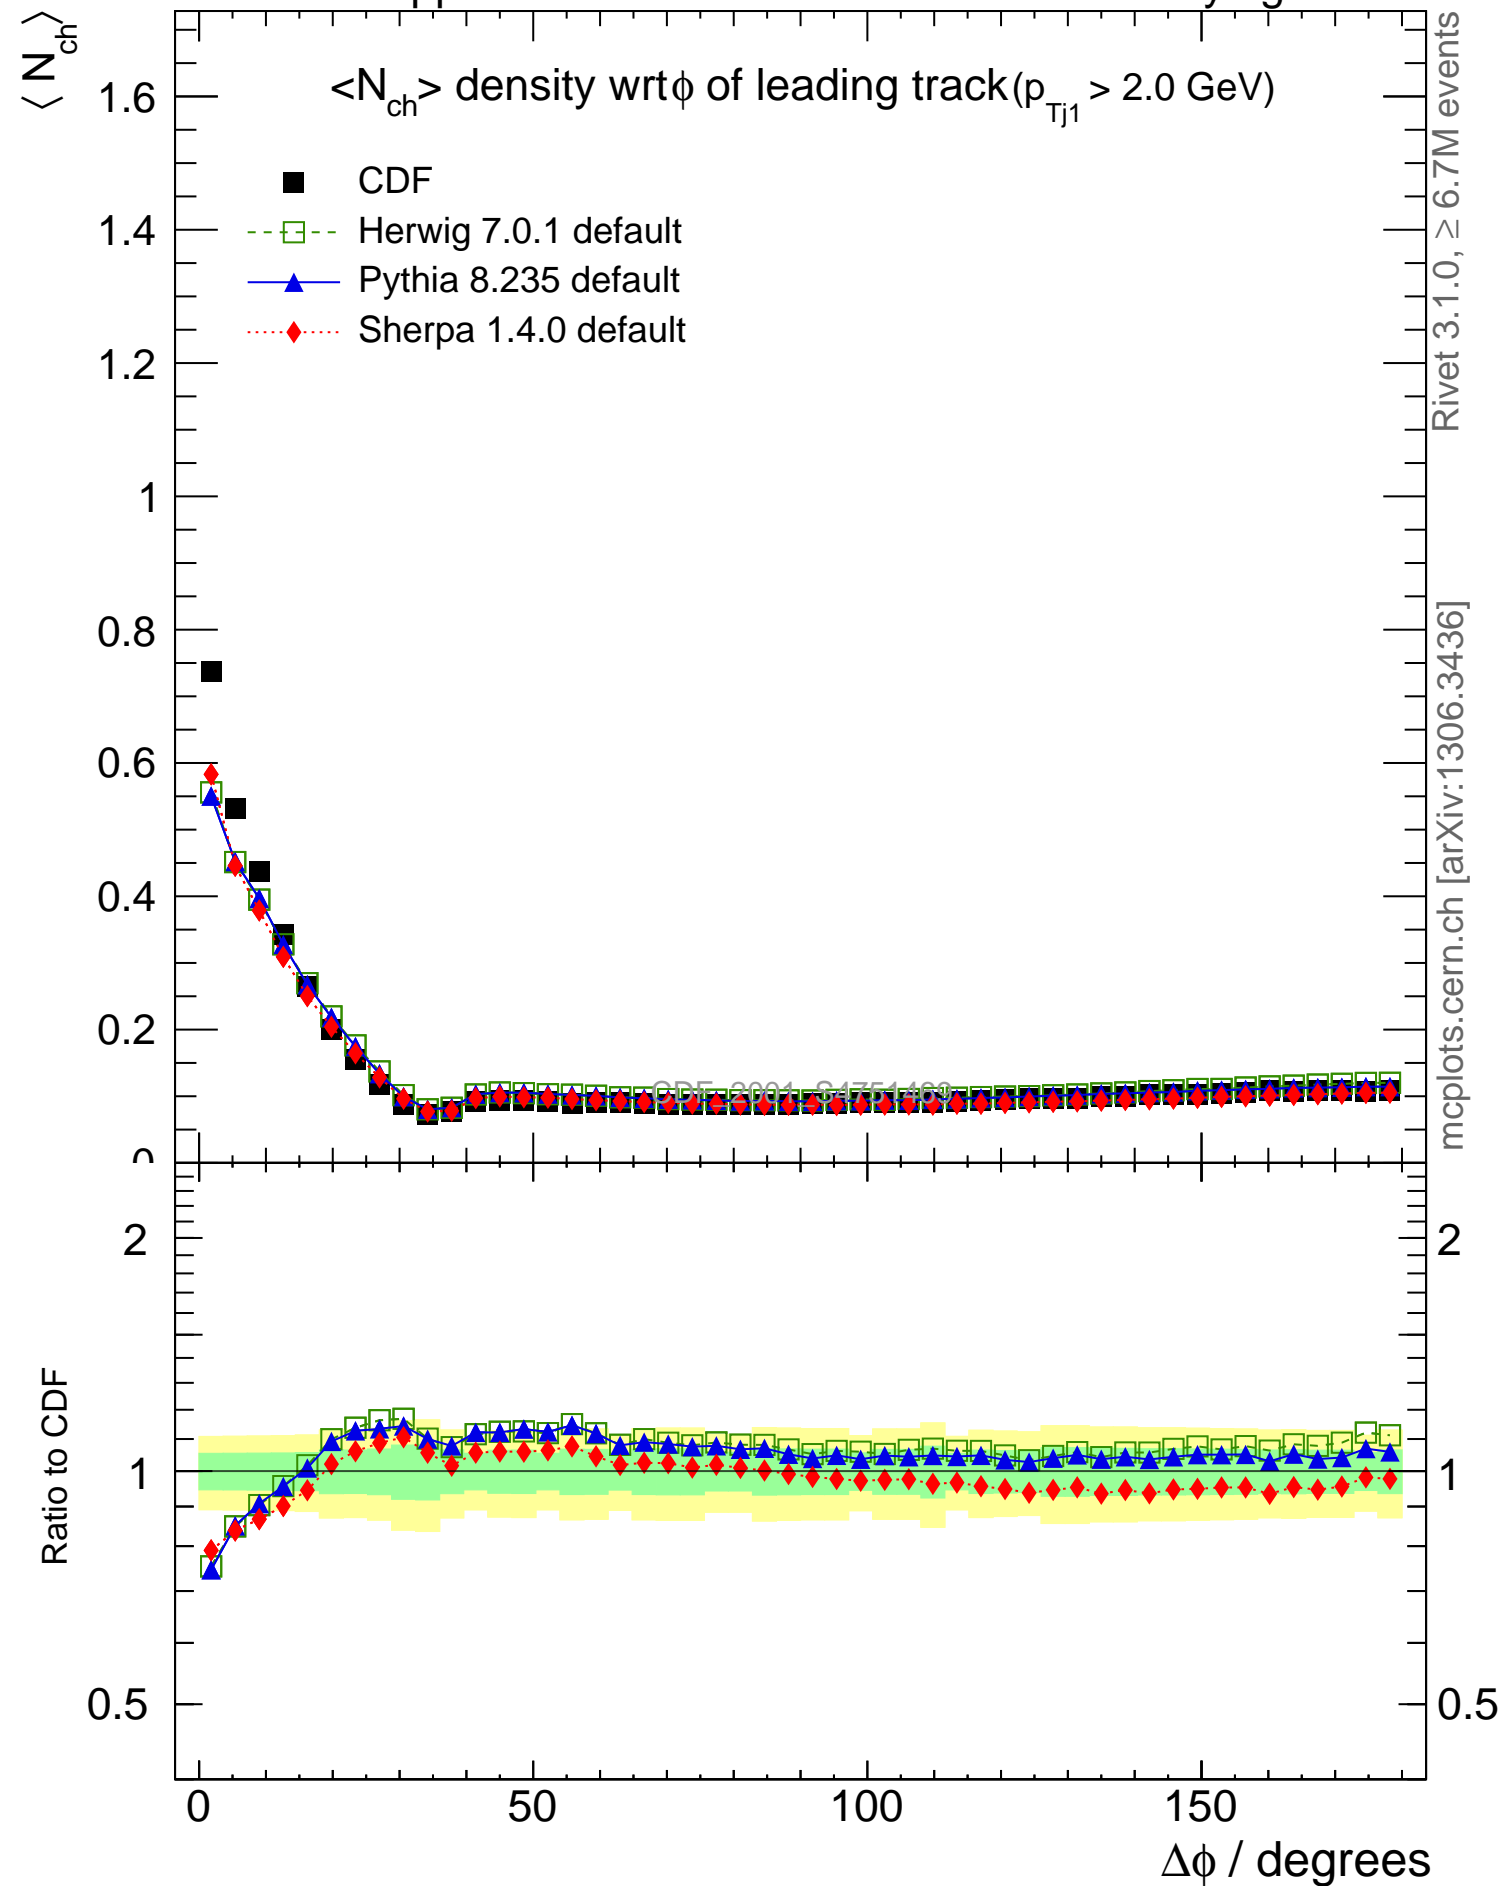 ⟨ N_ch ⟩
<N_ch> density wrt ϕ of leading track (p_Tj1 > 2.0 GeV)
CDF
Herwig 7.0.1 default
Pythia 8.235 default
Sherpa 1.4.0 default
1.6
1.4
1.2
1
0.8
0.6
0.4
0.2
0
CDF_2001_S4751469
Rivet 3.1.0, ≥ 6.7M events
mcplots.cern.ch [arXiv:1306.3436]
Ratio to CDF
2
1
0.5
2
1
0.5
0 50 100 150
Δϕ / degrees